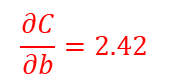 ∂C/∂b = 2.42